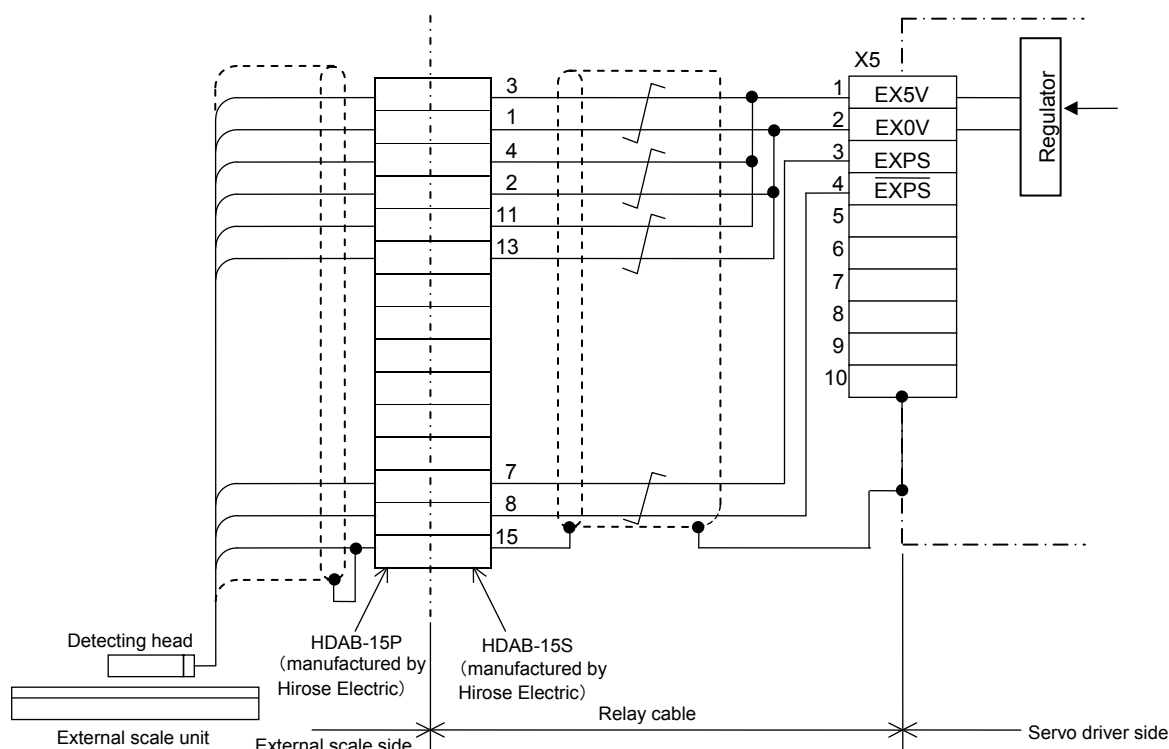 X5
Regulator
3
1
4
2
11
13
7
8
15
1 EX5V
2 EX0V
3 EXPS
4 E̅X̅P̅S̅
5
6
7
8
9
10
Detecting head
External scale unit
HDAB-15P
（manufactured by
Hirose Electric）
HDAB-15S
（manufactured by
Hirose Electric）
External scale side
Relay cable
Servo driver side